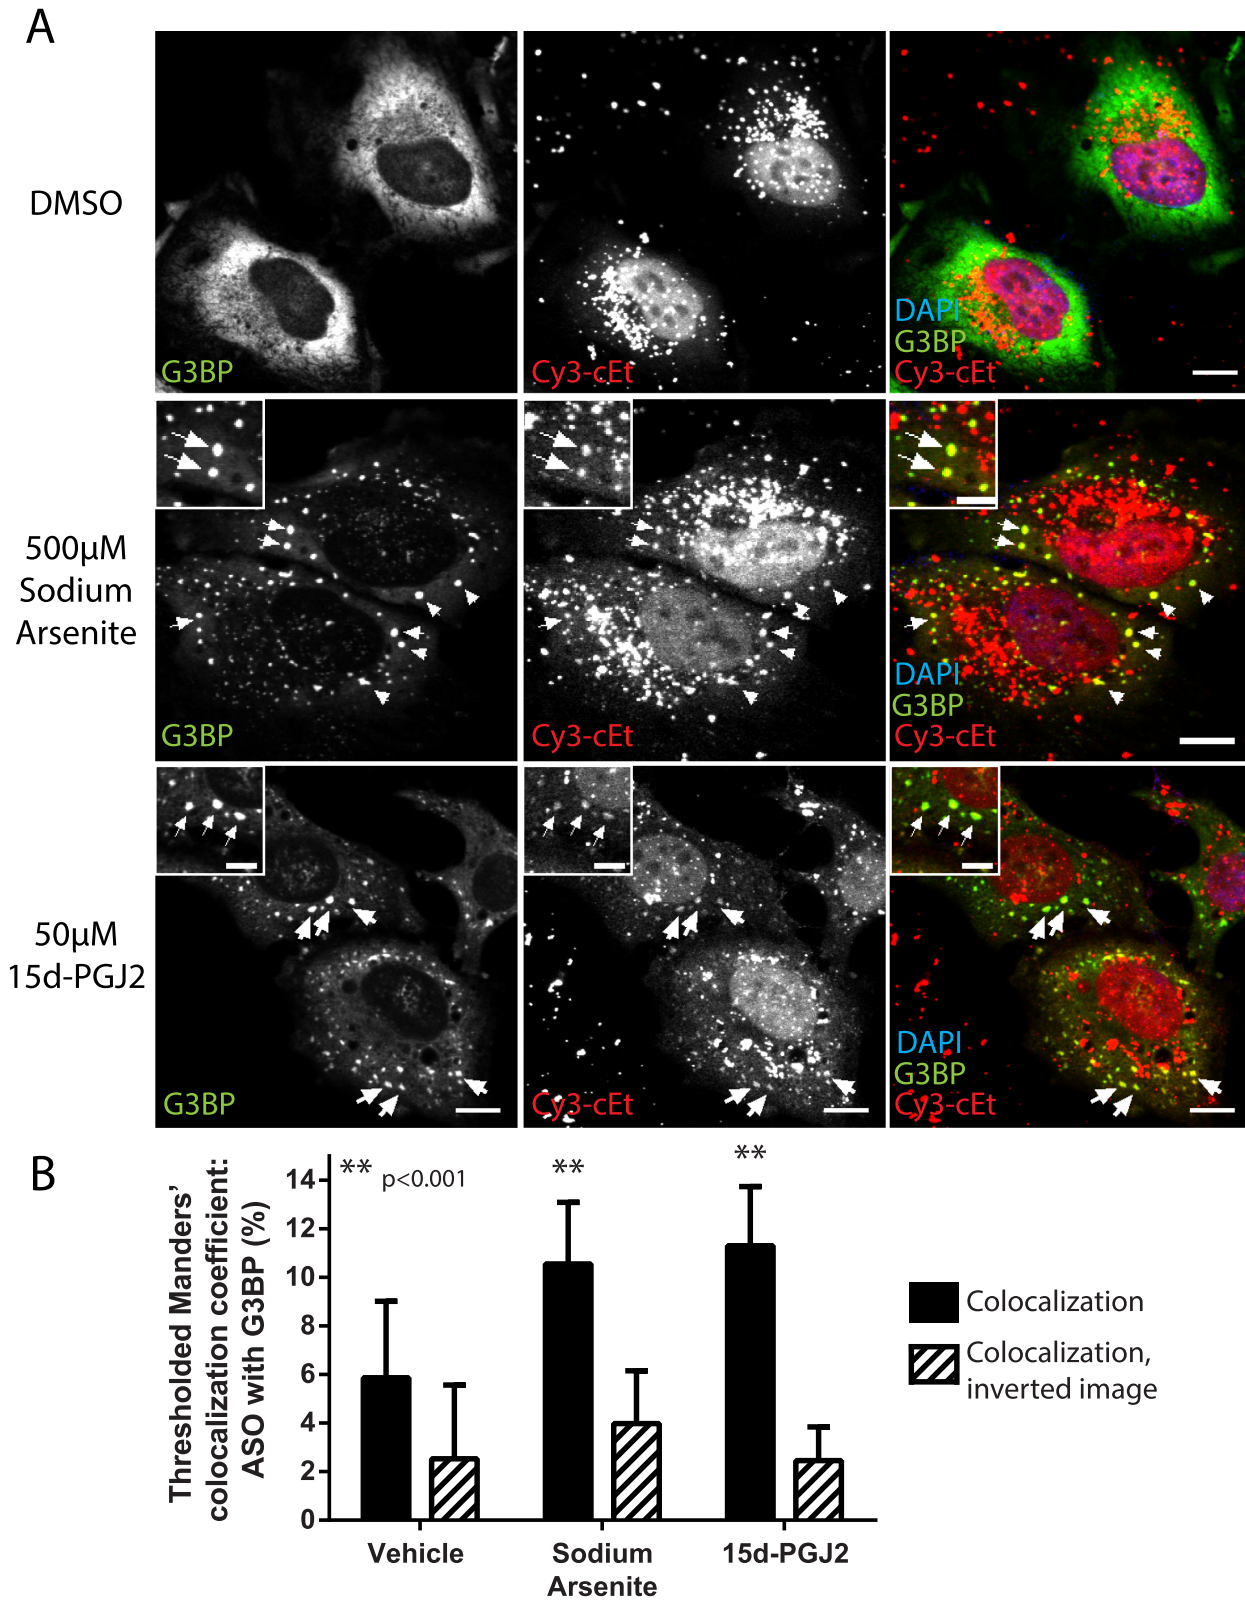 A
DMSO
G3BP
Cy3-cEt
DAPI
G3BP
Cy3-cEt
500µM
Sodium
Arsenite
G3BP
Cy3-cEt
DAPI
G3BP
Cy3-cEt
50µM
15d-PGJ2
G3BP
Cy3-cEt
DAPI
G3BP
Cy3-cEt
B
Thresholded Manders’
colocalization coefficient:
ASO with G3BP (%)
14
12
10
8
6
4
2
0
** p<0.001
**
**
Vehicle
Sodium
Arsenite
15d-PGJ2
Colocalization
Colocalization,
inverted image